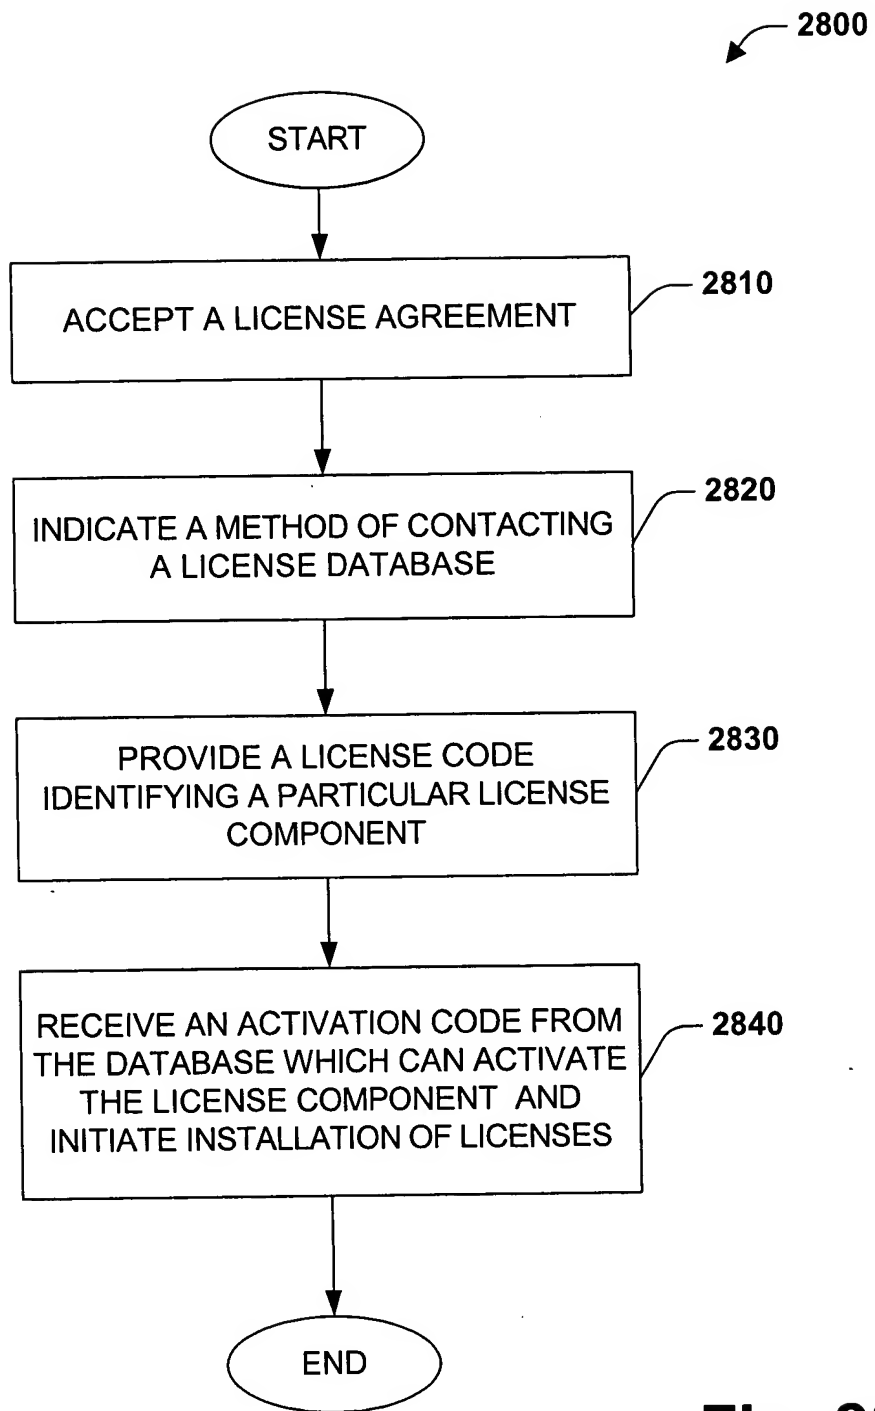 2800
START
ACCEPT A LICENSE AGREEMENT
2810
INDICATE A METHOD OF CONTACTING
A LICENSE DATABASE
2820
PROVIDE A LICENSE CODE
IDENTIFYING A PARTICULAR LICENSE
COMPONENT
2830
RECEIVE AN ACTIVATION CODE FROM
THE DATABASE WHICH CAN ACTIVATE
THE LICENSE COMPONENT AND
INITIATE INSTALLATION OF LICENSES
2840
END